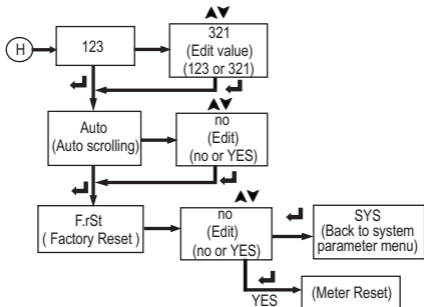 H
123
321
(Edit value)
(123 or 321)
Auto
(Auto scrolling)
no
(Edit)
(no or YES)
F.rSt
( Factory Reset )
no
(Edit)
(no or YES)
SYS
(Back to system
parameter menu)
YES
(Meter Reset)